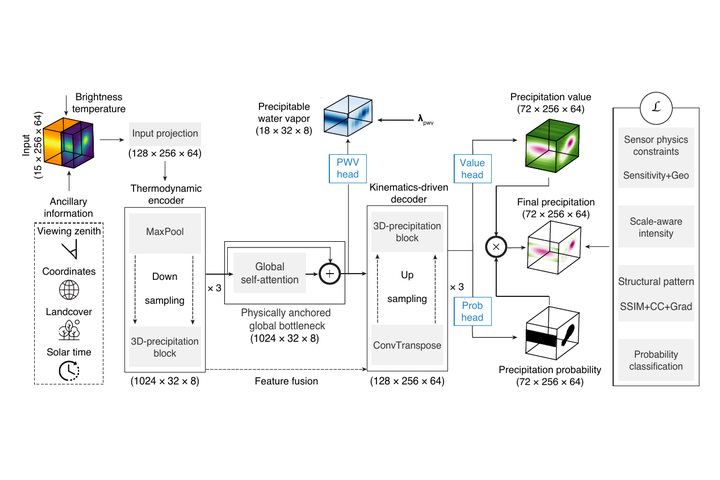 Brightness
temperature
Input
(15 × 256 × 64)
Input projection
(128 × 256 × 64)
Ancillary
information
Viewing zenith
Coordinates
Landcover
Solar time
Thermodynamic
encoder
MaxPool
Down
sampling
3D-precipitation
block
(1024 × 32 × 8)
× 3
Global
self-attention
+
Physically anchored
global bottleneck
(1024 × 32 × 8)
Feature fusion
Precipitable
water vapor
(18 × 32 × 8)
λpwv
PWV
head
Kinematics-driven
decoder
3D-precipitation
block
Up
sampling
ConvTranspose
(128 × 256 × 64)
× 3
Value
head
Prob
head
Precipitation value
(72 × 256 × 64)
×
Final precipitation
(72 × 256 × 64)
Precipitation probability
(72 × 256 × 64)
ℒ
Sensor physics
constraints
Sensitivity+Geo
Scale-aware
intensity
Structural pattern
SSIM+CC+Grad
Probability
classification